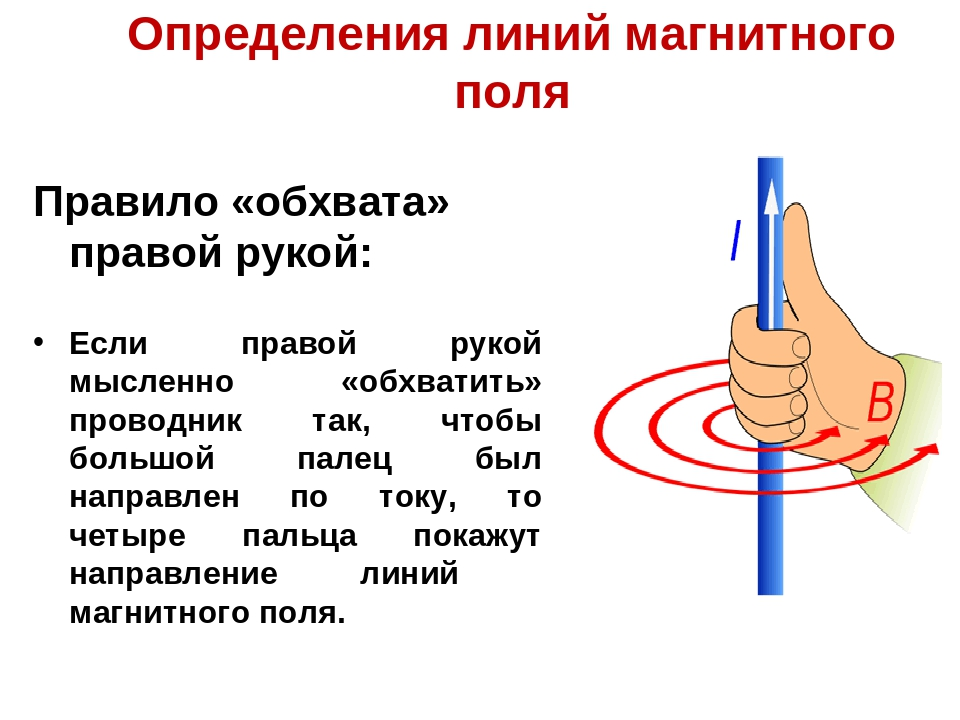 Определения линий магнитного
поля
Правило «обхвата»
правой рукой:
• Если правой рукой
мысленно «обхватить»
проводник так, чтобы
большой палец был
направлен по току, то
четыре пальца покажут
направление линий
магнитного поля.
I
B